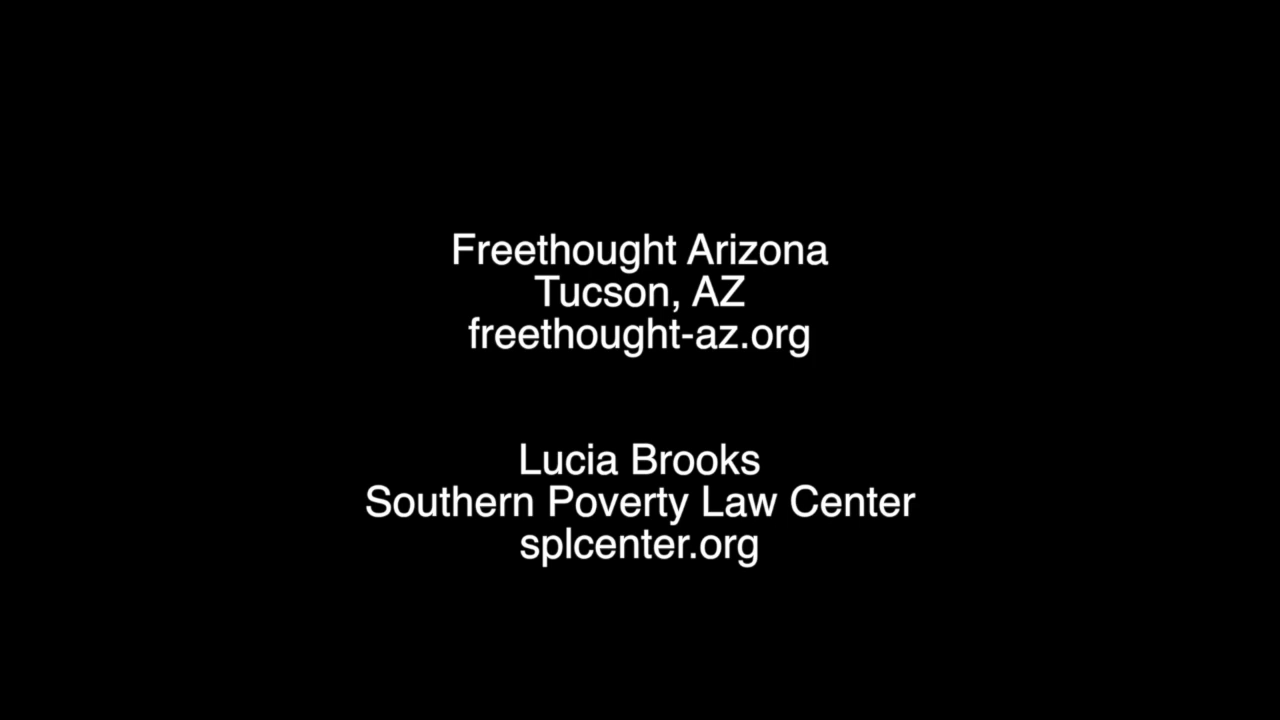 Freethought Arizona
Tucson, AZ
freethought-az.org
Lucia Brooks
Southern Poverty Law Center
splcenter.org